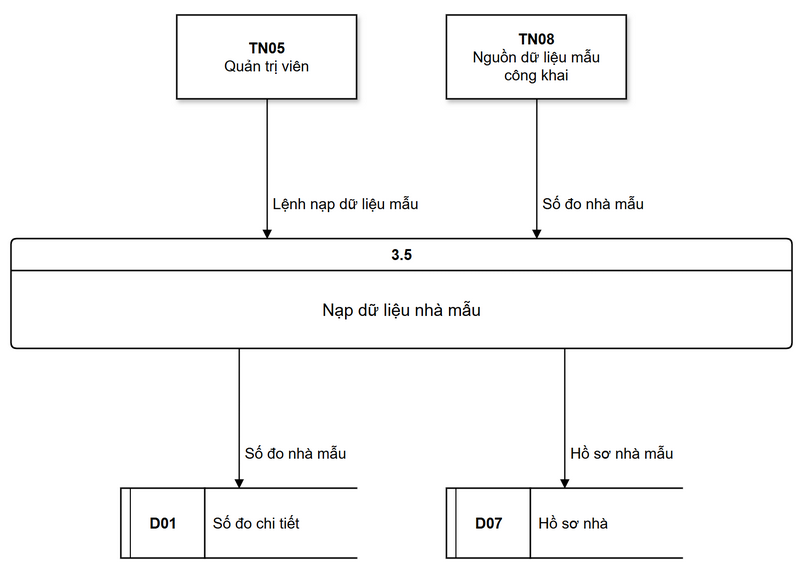 TN05
Quản trị viên
TN08
Nguồn dữ liệu mẫu
công khai
Lệnh nạp dữ liệu mẫu
Số đo nhà mẫu
3.5
Nạp dữ liệu nhà mẫu
Số đo nhà mẫu
Hồ sơ nhà mẫu
D01
Số đo chi tiết
D07
Hồ sơ nhà